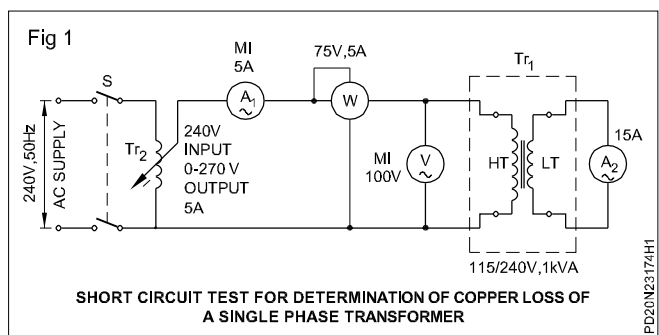 Fig 1
S
240V,50Hz
AC SUPPLY
Tr2
240V
INPUT
0-270 V
OUTPUT
5A
MI
5A
A1
75V,5A
W
MI
100V
V
Tr1
HT
LT
15A
A2
115/240V,1kVA
SHORT CIRCUIT TEST FOR DETERMINATION OF COPPER LOSS OF
A SINGLE PHASE TRANSFORMER
PD20N23174H1